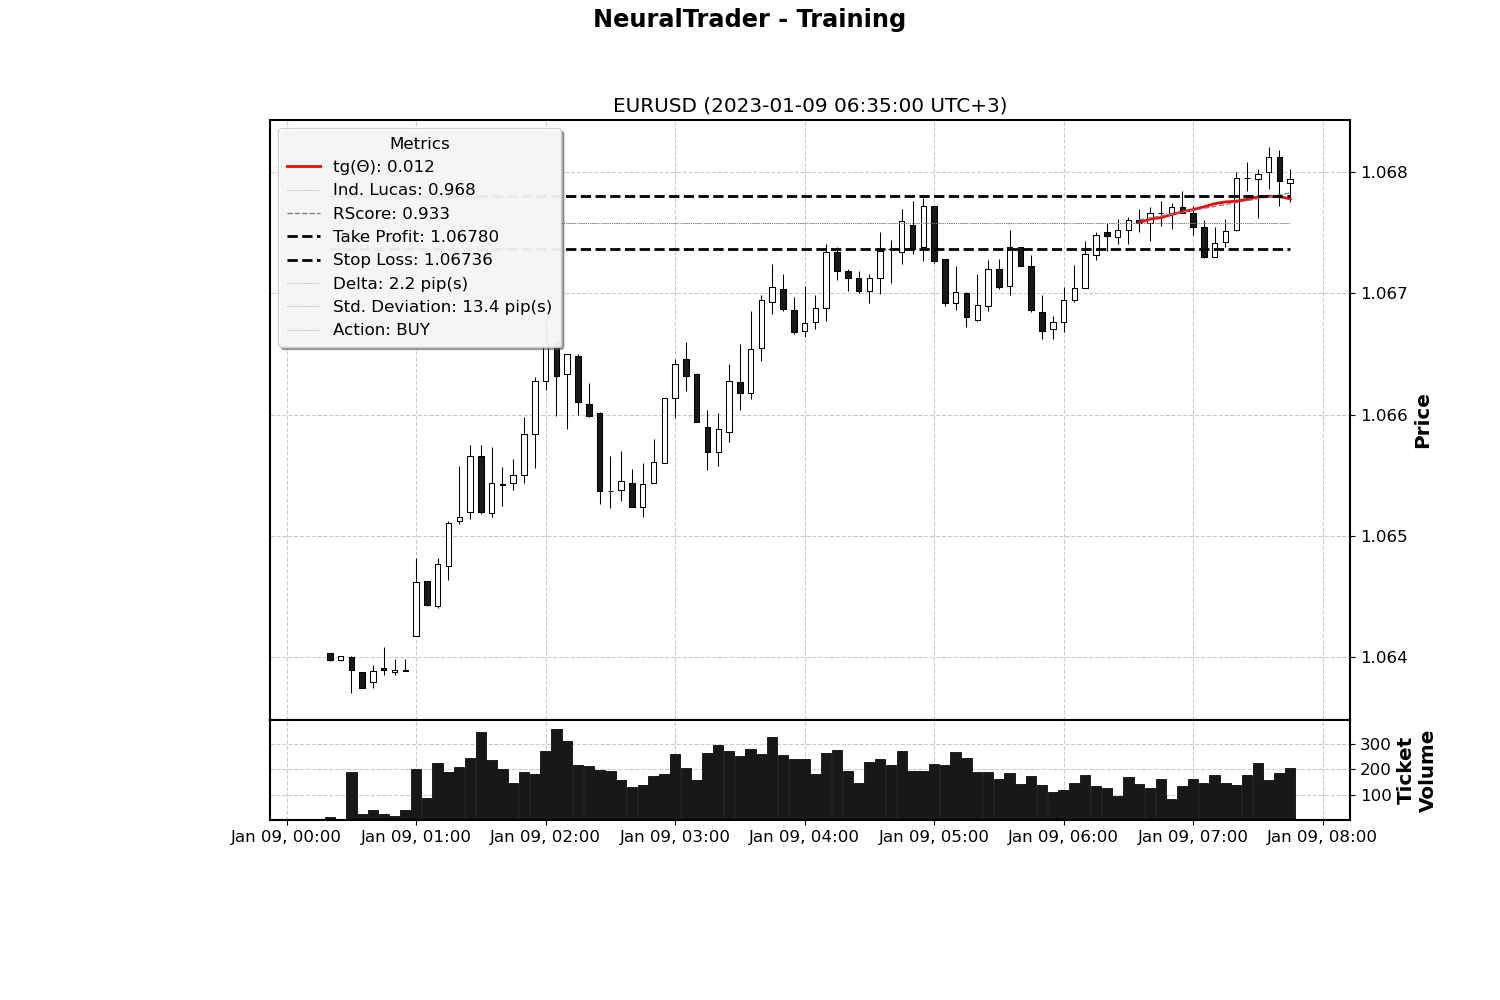 NeuralTrader - Training
EURUSD (2023-01-09 06:35:00 UTC+3)
Metrics
tg(Θ): 0.012
Ind. Lucas: 0.968
RScore: 0.933
Take Profit: 1.06780
Stop Loss: 1.06736
Delta: 2.2 pip(s)
Std. Deviation: 13.4 pip(s)
Action: BUY
1.068
1.067
1.066
1.065
1.064
Price
300
200
100
Ticket
Volume
Jan 09, 00:00
Jan 09, 01:00
Jan 09, 02:00
Jan 09, 03:00
Jan 09, 04:00
Jan 09, 05:00
Jan 09, 06:00
Jan 09, 07:00
Jan 09, 08:00